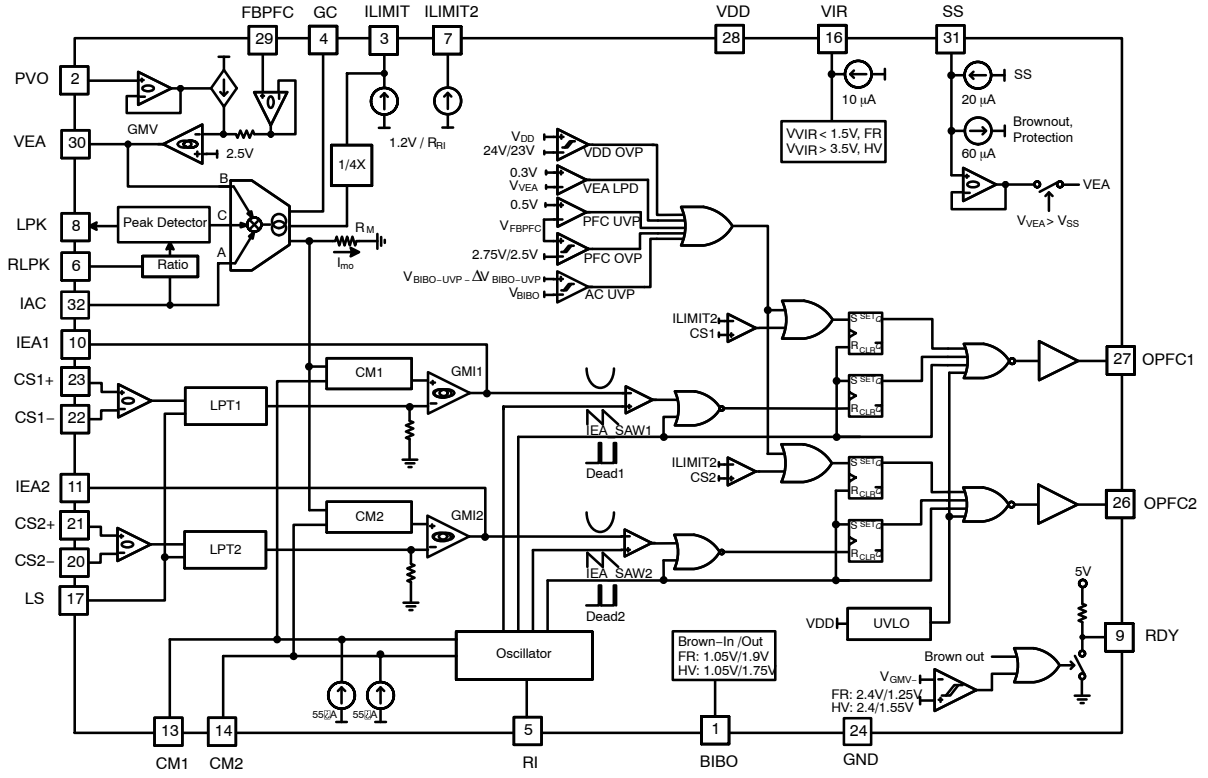 FBPFC
GC
ILIMIT
ILIMIT2
VDD
VIR
SS
29
4
3
7
28
16
31
PVO
2
VEA
30
LPK
8
RLPK
6
IAC
32
IEA1
10
CS1+
23
CS1−
22
IEA2
11
CS2+
21
CS2−
20
LS
17
GMV
2.5V
1.2V / RRI
1/4X
B
C
A
Peak Detector
Ratio
RM
Imo
10 µA
VVIR < 1.5V, FR
VVIR > 3.5V, HV
SS
20 µA
Brownout,
Protection
60 µA
VEA
VVEA > VSS
VDD
24V/23V
VDD OVP
0.3V
VVEA
VEA LPD
0.5V
PFC UVP
VFBPFC
2.75V/2.5V
PFC OVP
VBIBO−UVP − ΔVBIBO−UVP
VBIBO
AC UVP
ILIMIT2
CS1
S SET Q
R CLR Q
S SET Q
R CLR Q
27
OPFC1
CM1
GMI1
LPT1
IEA SAW1
Dead1
ILIMIT2
CS2
S SET Q
R CLR Q
S SET Q
R CLR Q
26
OPFC2
CM2
GMI2
LPT2
IEA SAW2
Dead2
5V
VDD
UVLO
9
RDY
Oscillator
Brown−In /Out
FR: 1.05V/1.9V
HV: 1.05V/1.75V
Brown out
VGMV−
FR: 2.4V/1.25V
HV: 2.4/1.55V
13
14
5
1
24
CM1
CM2
RI
BIBO
GND